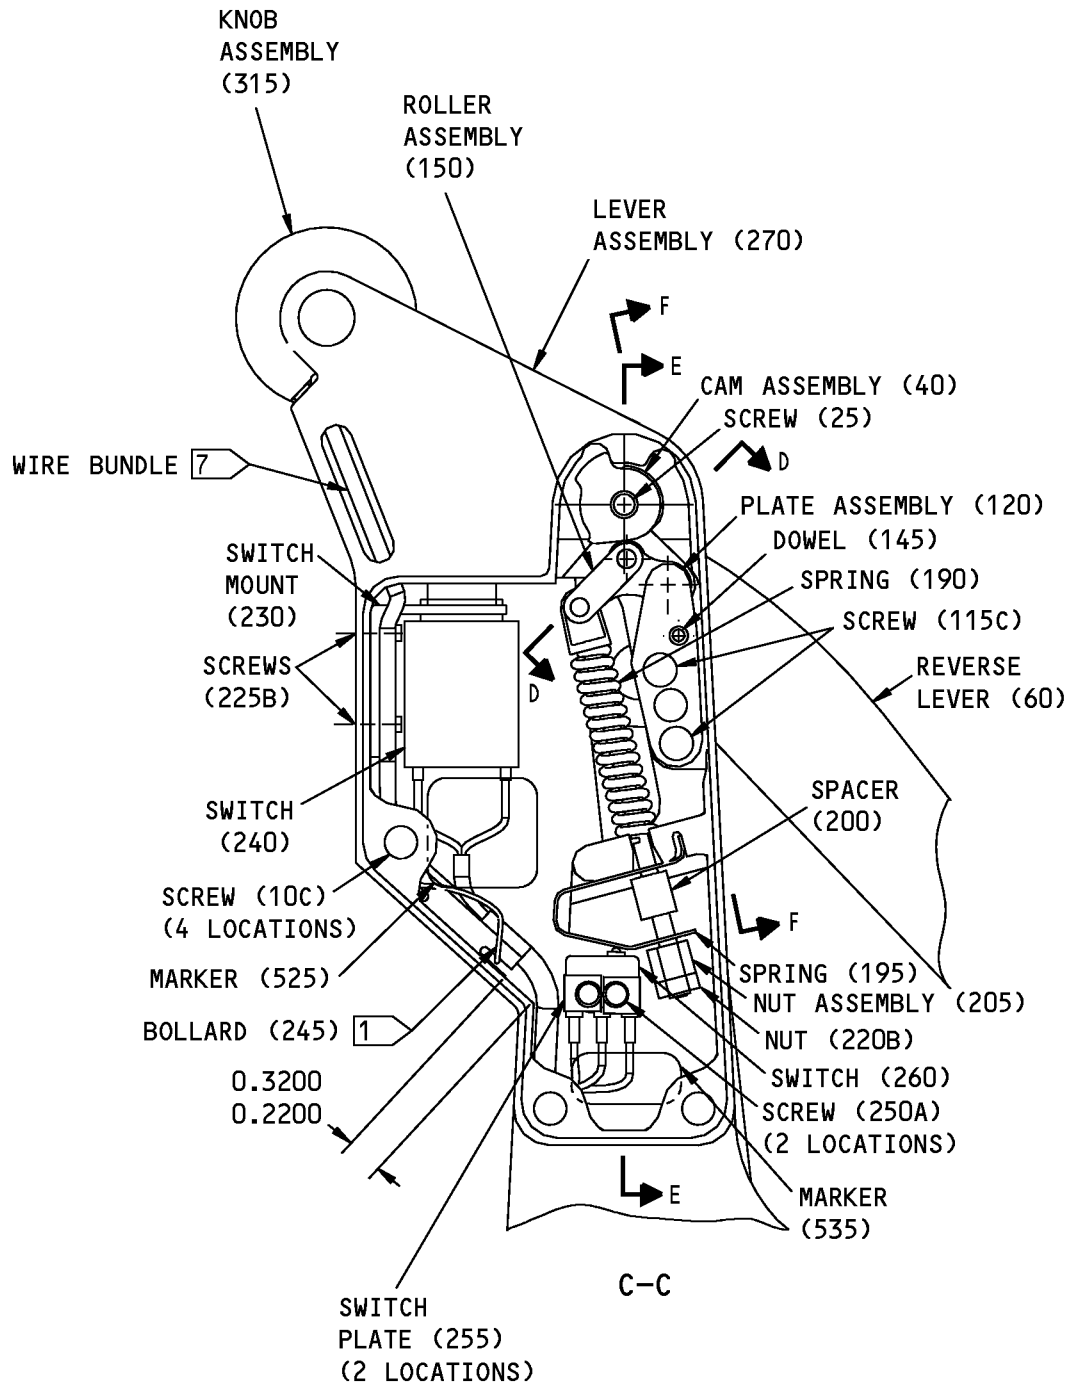 KNOB
ASSEMBLY
(315)
ROLLER
ASSEMBLY
(150)
LEVER
ASSEMBLY (270)
F
E
CAM ASSEMBLY (40)
SCREW (25)
D
WIRE BUNDLE 7
PLATE ASSEMBLY (120)
DOWEL (145)
SWITCH
MOUNT
(230)
SPRING (190)
SCREW (115C)
SCREWS
(225B)
REVERSE
LEVER (60)
D
SWITCH
(240)
SPACER
(200)
SCREW (10C)
(4 LOCATIONS)
F
MARKER (525)
SPRING (195)
NUT ASSEMBLY (205)
BOLLARD (245) 1
NUT (220B)
SWITCH (260)
0.3200
0.2200
SCREW (250A)
(2 LOCATIONS)
E
MARKER
(535)
C-C
SWITCH
PLATE (255)
(2 LOCATIONS)